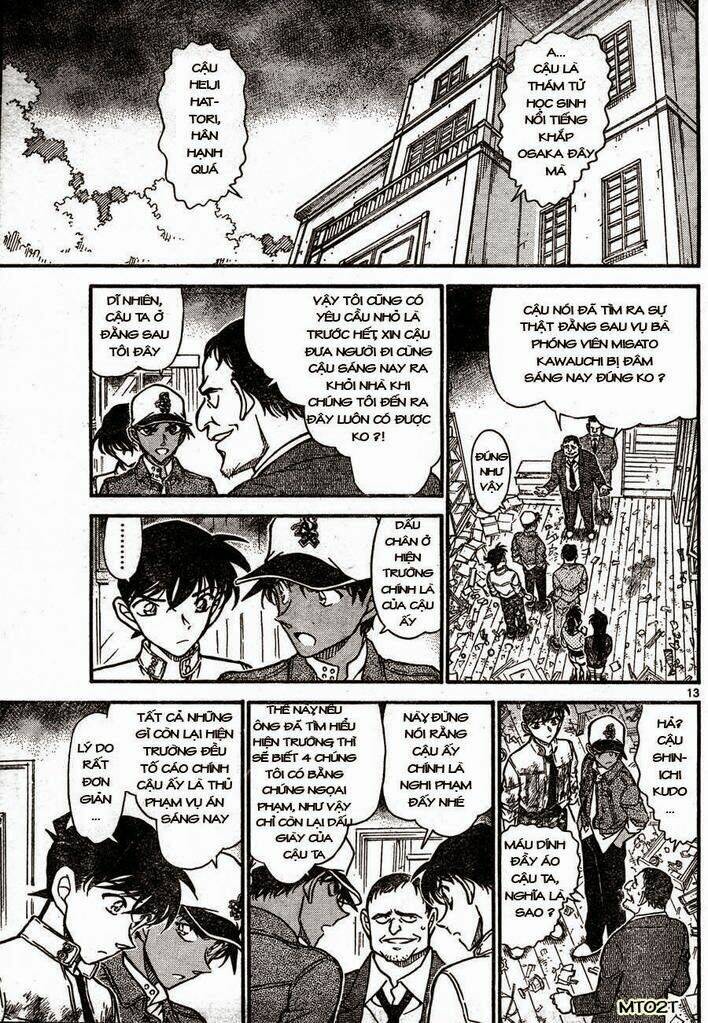 A...
CẬU LÀ
THÁM TỬ
HỌC SINH
NỔI TIẾNG
KHẮP
OSAKA ĐÂY
MÀ
CẬU
HEIJI
HAT-
TORI,
HÂN
HẠNH
QUÁ
CẬU NÓI ĐÃ TÌM RA SỰ
THẬT ĐẰNG SAU VỤ BÀ
PHÓNG VIÊN MISATO
KAWAUCHI BỊ ĐÂM
SÁNG NAY ĐÚNG KO ?
ĐÚNG
NHƯ
VẬY
VẬY TÔI CŨNG CÓ
YÊU CẦU NHỎ LÀ
TRƯỚC HẾT, XIN CẬU
ĐƯA NGƯỜI ĐI CÙNG
CẬU SÁNG NAY RA
KHỎI NHÀ KHI
CHÚNG TÔI ĐẾN RA
ĐÂY LUÔN CÓ ĐƯỢC
KO ?!
DĨ NHIÊN,
CẬU TA Ở
ĐẰNG SAU
TÔI ĐÂY
DẤU
CHÂN Ở
HIỆN
TRƯỜNG
CHÍNH LÀ
CỦA CẬU
ẤY
.........
13
HẢ?
CẬU
SHIN-
ICHI
KUDO
MÁU DÍNH
ĐẦY ÁO
CẬU TA,
NGHĨA LÀ
SAO ?
NÀY ĐỪNG
NÓI RẰNG
CẬU ẤY
CHÍNH LÀ
NGHI PHẠM
ĐẤY NHÉ
THẾ NÀY, NẾU
ÔNG ĐÃ TÌM HIỂU
HIỆN TRƯỜNG THÌ
SẼ BIẾT 4 CHÚNG
TÔI CÓ BẰNG
CHỨNG NGOẠI
PHẠM, NHƯ VẬY
CHỈ CÒN LẠI DẤU
GIÀY CỦA
CẬU TA
TẤT CẢ NHỮNG
GÌ CÒN LẠI HIỆN
TRƯỜNG ĐỀU
TỐ CÁO CHÍNH
CẬU ẤY LÀ THỦ
PHẠM VỤ ÁN
SÁNG NAY
LÝ DO
RẤT
ĐƠN
GIẢN
...
MTO2T